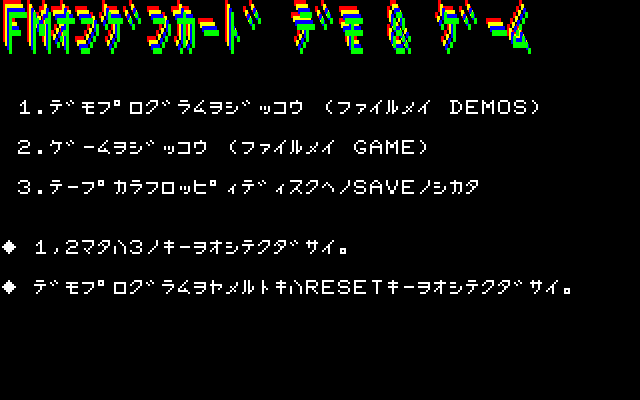 FMオンゲンカード デモ & ゲーム
1.デモプログラムヲジッコウ (ファイルメイ DEMOS)
2.ゲームヲジッコウ (ファイルメイ GAME)
3.テープカラフロッピィディスクヘノSAVEノシカタ
◆ 1,2マタハ3ノキーヲオシテクダサイ。
◆ デモプログラムヲヤメルトキハRESETキーヲオシテクダサイ。